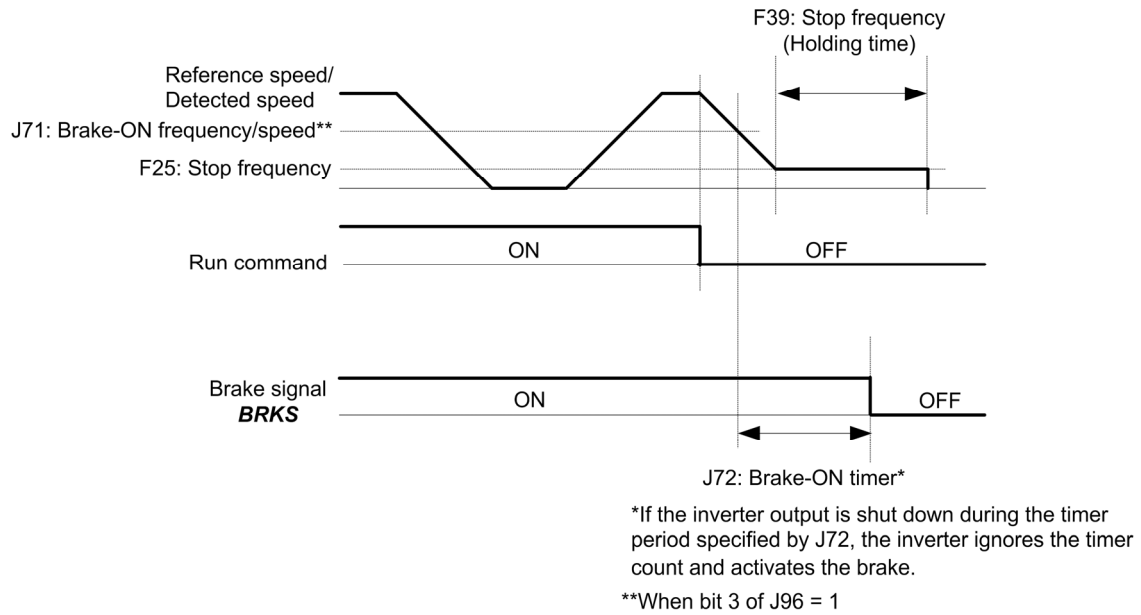 F39: Stop frequency
(Holding time)
Reference speed/
Detected speed
J71: Brake-ON frequency/speed**
F25: Stop frequency
Run command
ON
OFF
Brake signal
BRKS
ON
OFF
J72: Brake-ON timer*
*If the inverter output is shut down during the timer
period specified by J72, the inverter ignores the timer
count and activates the brake.
**When bit 3 of J96 = 1